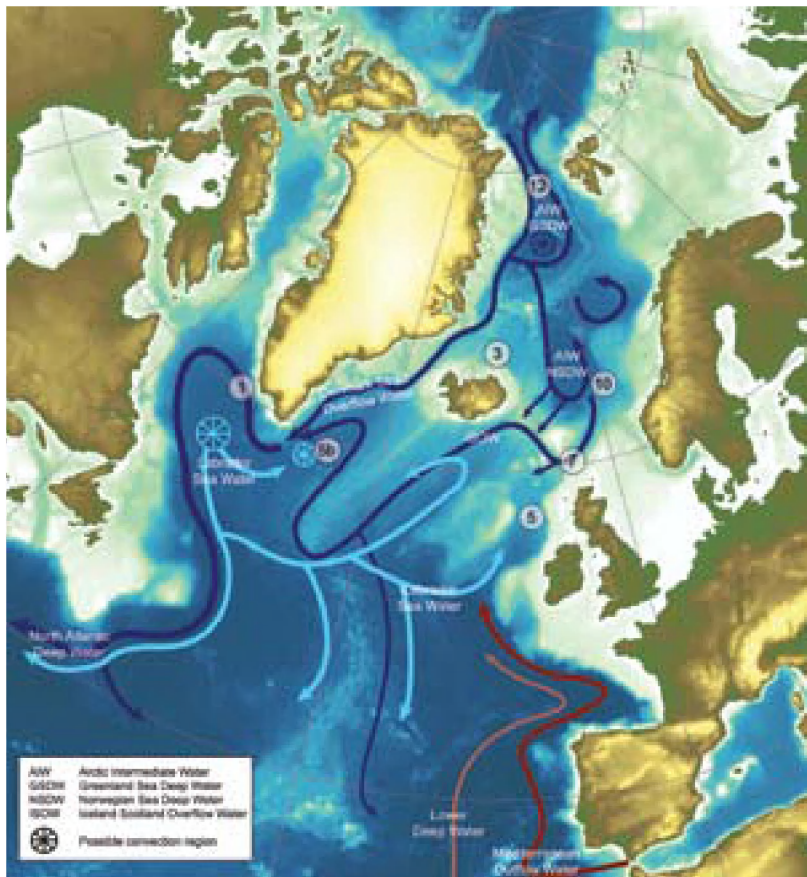 12
AIW
GSDW
3
AIW
NSDW
10
1
Overflow Water
5b
ISOW
7
Labrador
Sea Water
5
Labrador
Sea Water
North Atlantic
Deep Water
AIW Arctic Intermediate Water
GSDW Greenland Sea Deep Water
NSDW Norwegian Sea Deep Water
ISOW Iceland Scotland Overflow Water
Possible convection region
Lower
Deep Water
Mediterranean
Outflow Water